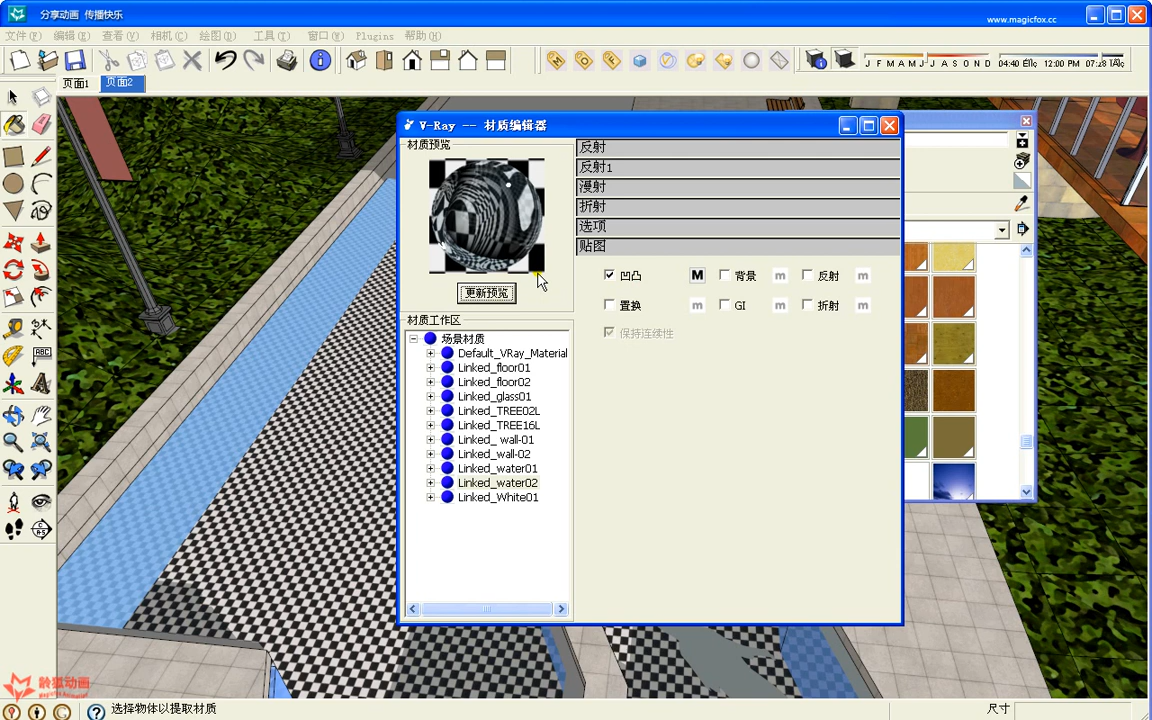 分享动画 传播快乐
www.magicfox.cc
文件(F) 编辑(E) 查看(V) 相机(C) 绘图(D) 工具(T) 窗口(W) Plugins 帮助(H)
J F M A M J J A S O N D 12:00 PM
页面1 页面2
V-Ray -- 材质编辑器
材质预览
更新预览
材质工作区
场景材质
Default_VRay_Material
Linked_floor01
Linked_floor02
Linked_glass01
Linked_TREE02L
Linked_TREE16L
Linked_ wall-01
Linked_wall-02
Linked_water01
Linked_water02
Linked_White01
反射
反射1
漫射
折射
选项
贴图
凹凸 M 背景 m 反射 m
置换 m GI m 折射 m
保持连续性
ABC
选择物体以提取材质
尺寸